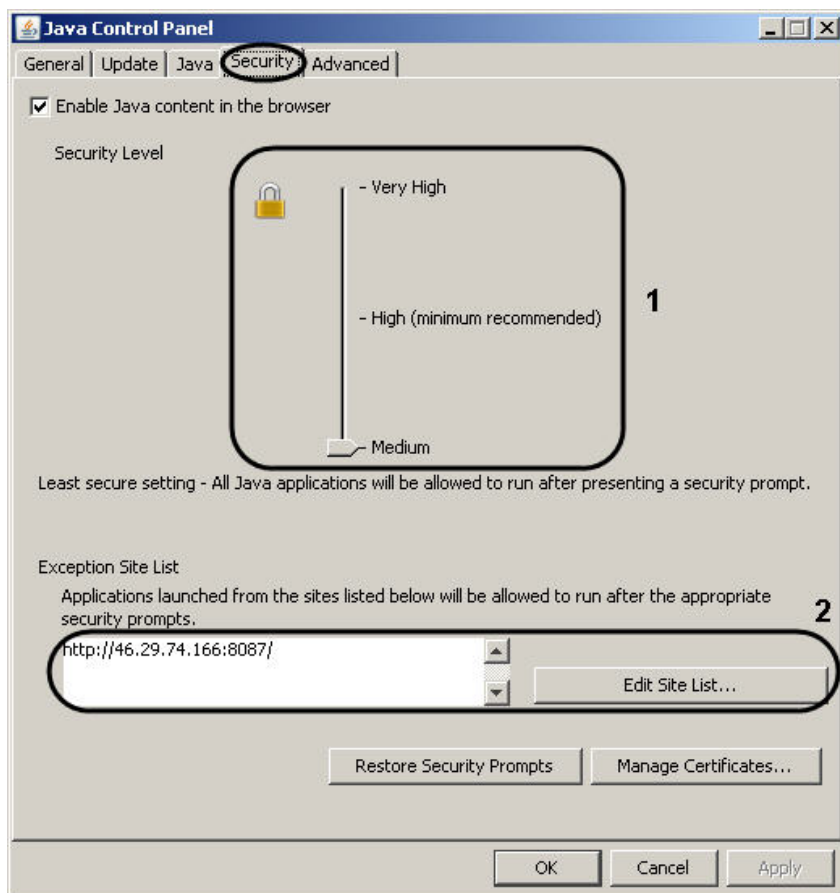 Java Control Panel
General Update Java Security Advanced
Enable Java content in the browser
Security Level
- Very High
- High (minimum recommended)
1
- Medium
Least secure setting - All Java applications will be allowed to run after presenting a security prompt.
Exception Site List
Applications launched from the sites listed below will be allowed to run after the appropriate
security prompts.
2
http://46.29.74.166:8087/
Edit Site List...
Restore Security Prompts Manage Certificates...
OK Cancel Apply